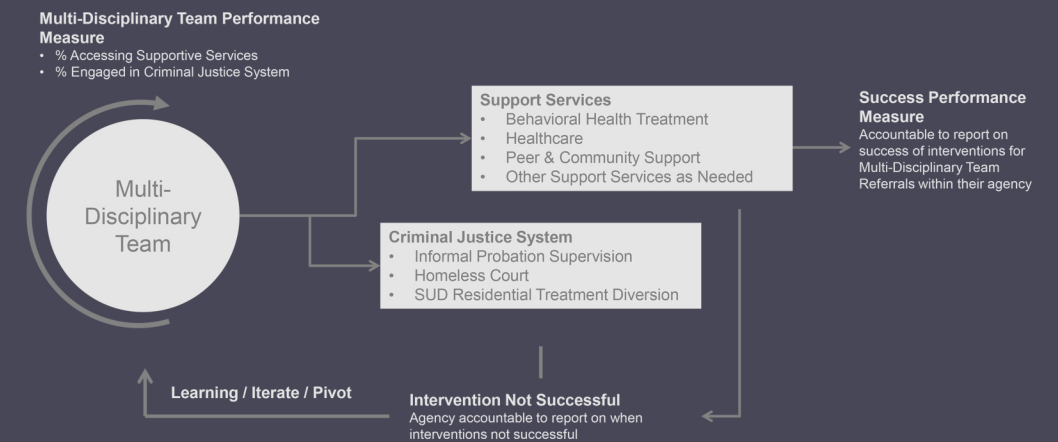 Multi-Disciplinary Team Performance
Measure
• % Accessing Supportive Services
• % Engaged in Criminal Justice System
Multi-
Disciplinary
Team
Support Services
• Behavioral Health Treatment
• Healthcare
• Peer & Community Support
• Other Support Services as Needed
Success Performance
Measure
Accountable to report on
success of interventions for
Multi-Disciplinary Team
Referrals within their agency
Criminal Justice System
• Informal Probation Supervision
• Homeless Court
• SUD Residential Treatment Diversion
Learning / Iterate / Pivot
Intervention Not Successful
Agency accountable to report on when
interventions not successful